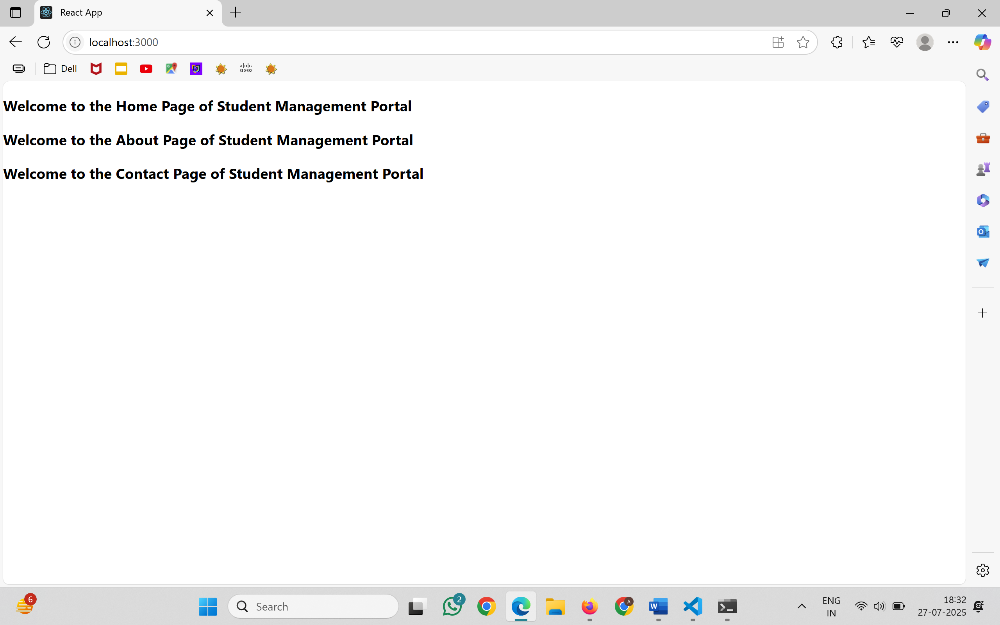 React App
localhost:3000
Dell
cisco
Welcome to the Home Page of Student Management Portal
Welcome to the About Page of Student Management Portal
Welcome to the Contact Page of Student Management Portal
6
Search
2
A
W
O
ENG
IN
18:32
27-07-2025